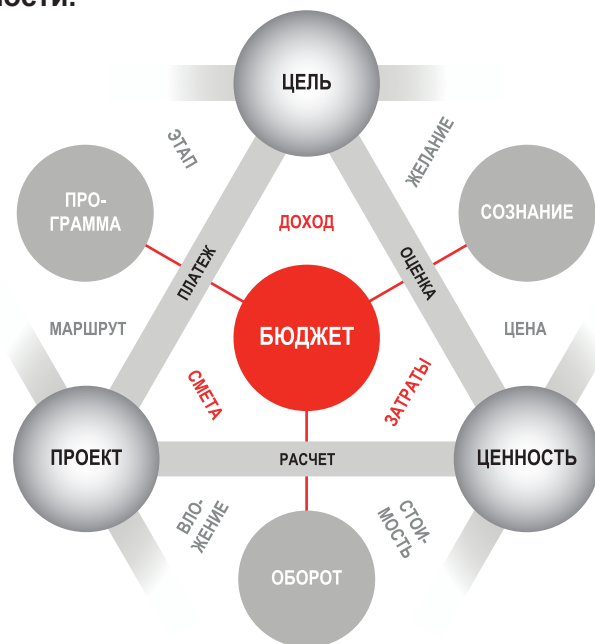 ности.
ЦЕЛЬ
ЭТАП
ЖЕЛАНИЕ
ПРО-
ГРАММА
СОЗНАНИЕ
ДОХОД
ПЛАТЕЖ
ОЦЕНКА
БЮДЖЕТ
МАРШРУТ
ЦЕНА
СМЕТА
ЗАТРАТЫ
ПРОЕКТ
РАСЧЕТ
ЦЕННОСТЬ
ВЛО-
ЖЕНИЕ
СТОИ-
МОСТЬ
ОБОРОТ